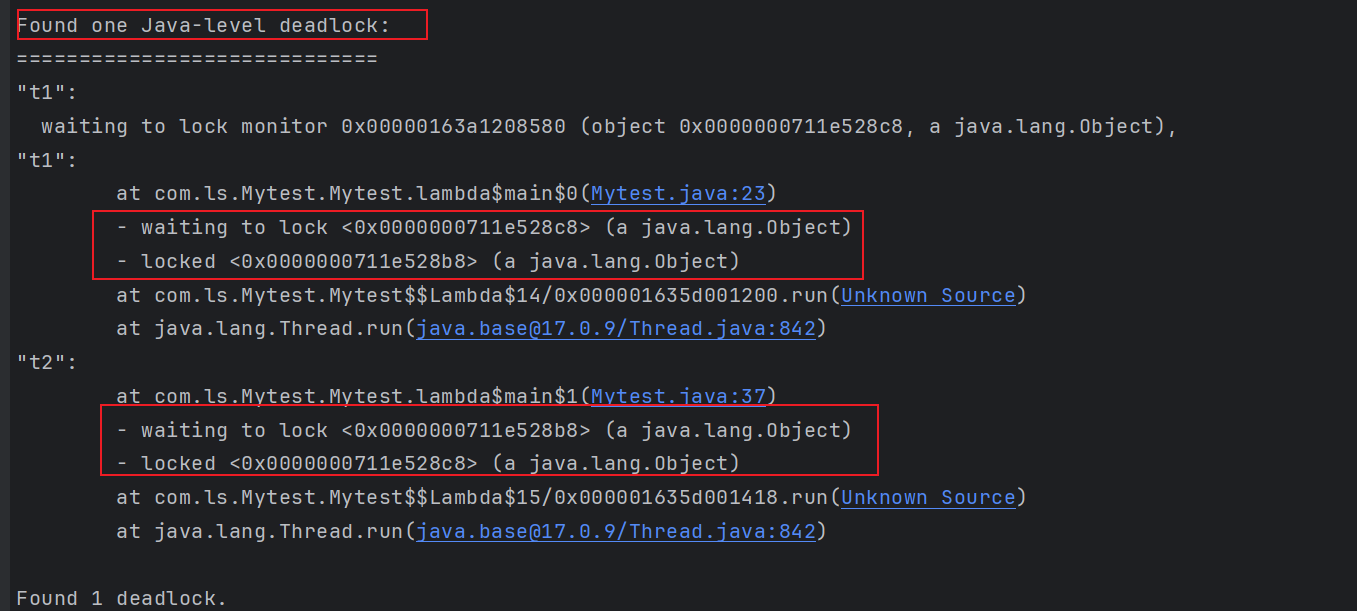 Found one Java-level deadlock:
=============================
"t1":
  waiting to lock monitor 0x00000163a1208580 (object 0x0000000711e528c8, a java.lang.Object),
"t1":
        at com.ls.Mytest.Mytest.lambda$main$0(Mytest.java:23)
        - waiting to lock <0x0000000711e528c8> (a java.lang.Object)
        - locked <0x0000000711e528b8> (a java.lang.Object)
        at com.ls.Mytest.Mytest$$Lambda$14/0x000001635d001200.run(Unknown Source)
        at java.lang.Thread.run(java.base@17.0.9/Thread.java:842)
"t2":
        at com.ls.Mytest.Mytest.lambda$main$1(Mytest.java:37)
        - waiting to lock <0x0000000711e528b8> (a java.lang.Object)
        - locked <0x0000000711e528c8> (a java.lang.Object)
        at com.ls.Mytest.Mytest$$Lambda$15/0x000001635d001418.run(Unknown Source)
        at java.lang.Thread.run(java.base@17.0.9/Thread.java:842)

Found 1 deadlock.